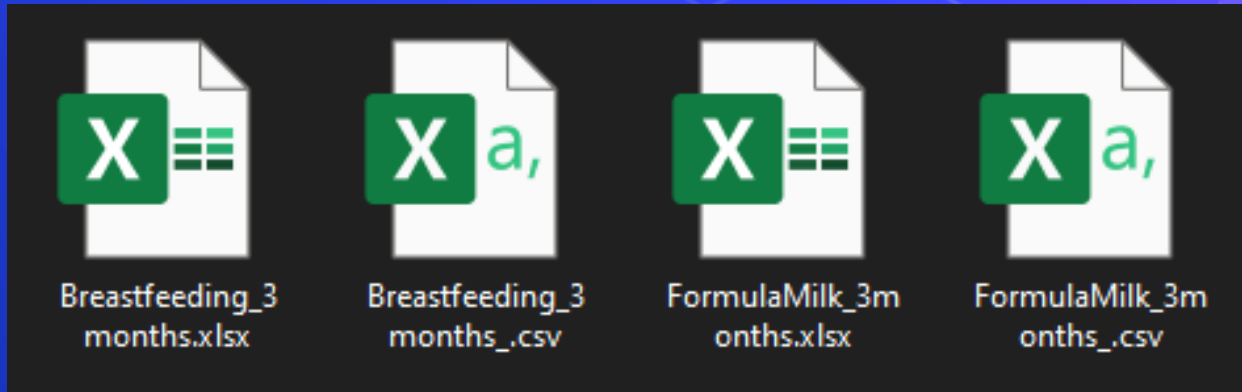 X
X a,
X
X a,
Breastfeeding_3
months.xlsx
Breastfeeding_3
months_.csv
FormulaMilk_3m
onths.xlsx
FormulaMilk_3m
onths_.csv